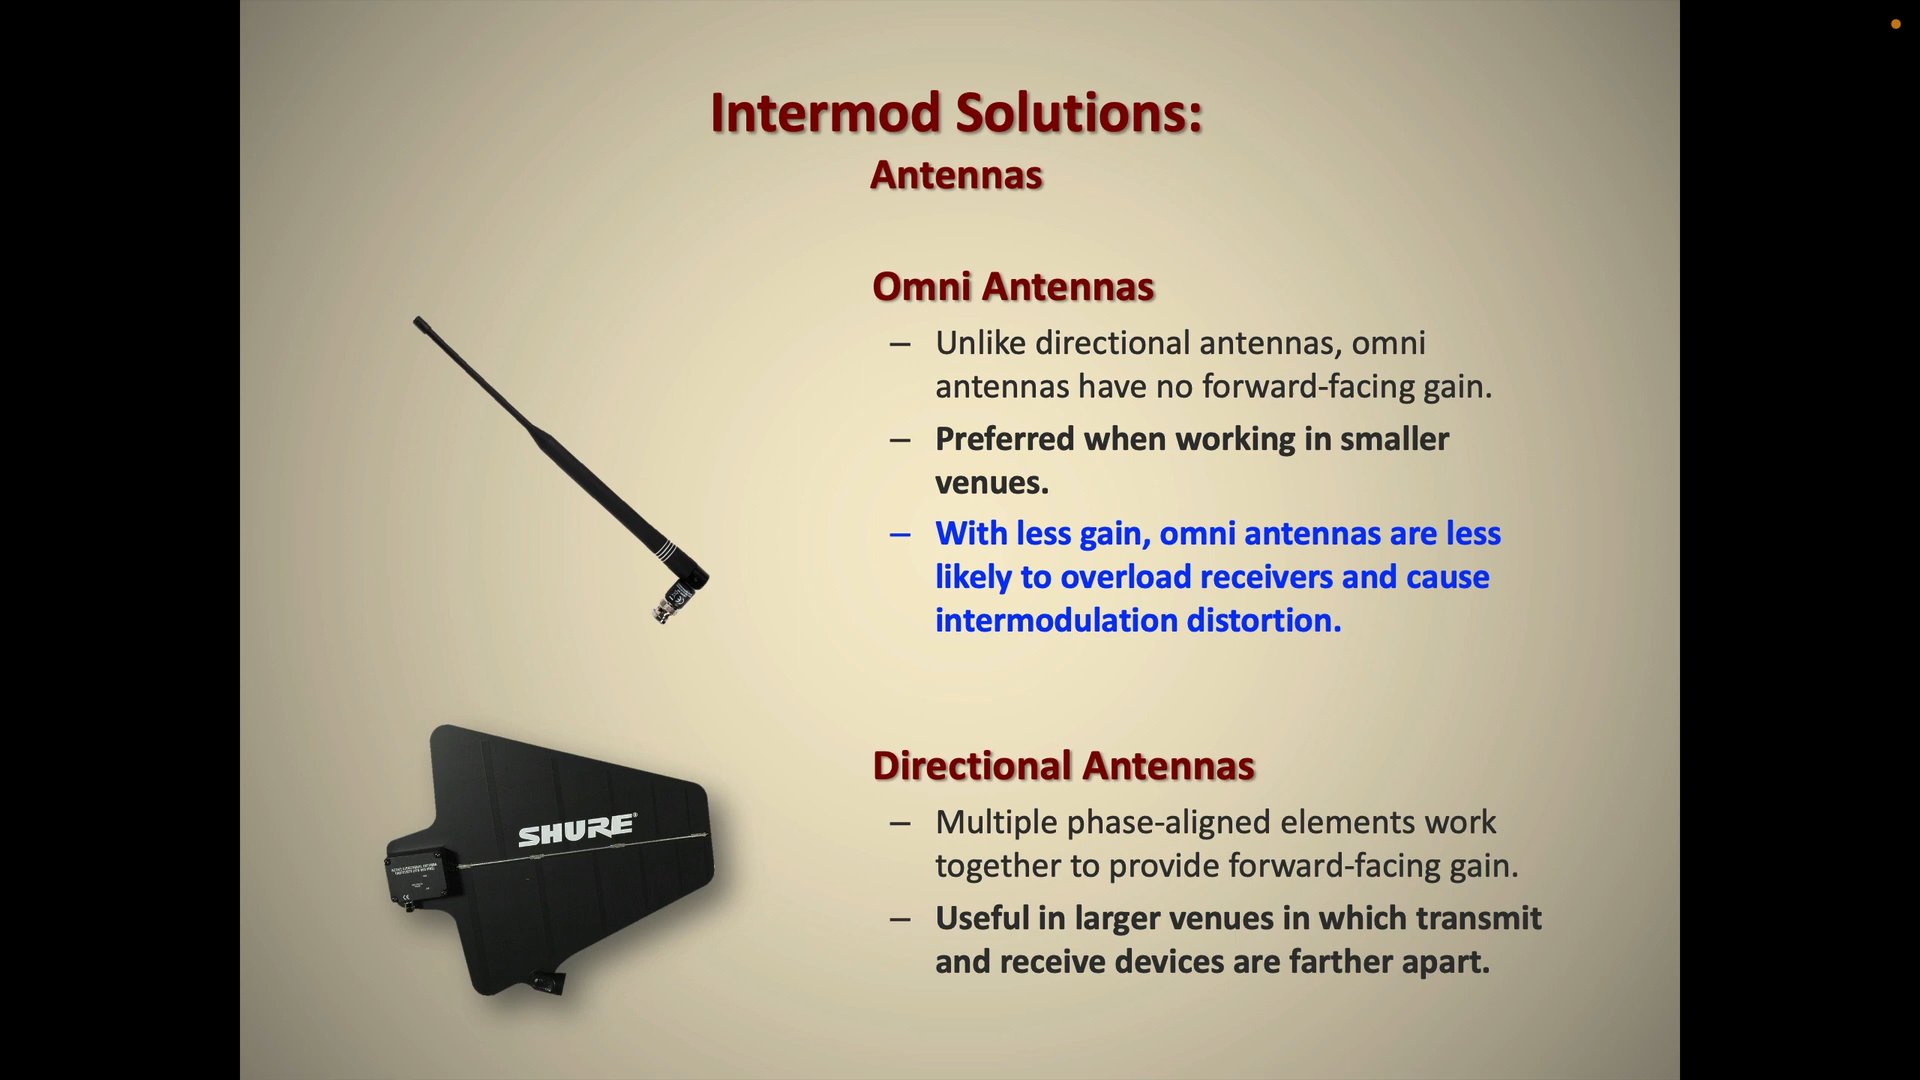 Intermod Solutions:
Antennas
Omni Antennas
– Unlike directional antennas, omni
antennas have no forward-facing gain.
– Preferred when working in smaller
venues.
– With less gain, omni antennas are less
likely to overload receivers and cause
intermodulation distortion.
SHURE®
Directional Antennas
– Multiple phase-aligned elements work
together to provide forward-facing gain.
– Useful in larger venues in which transmit
and receive devices are farther apart.